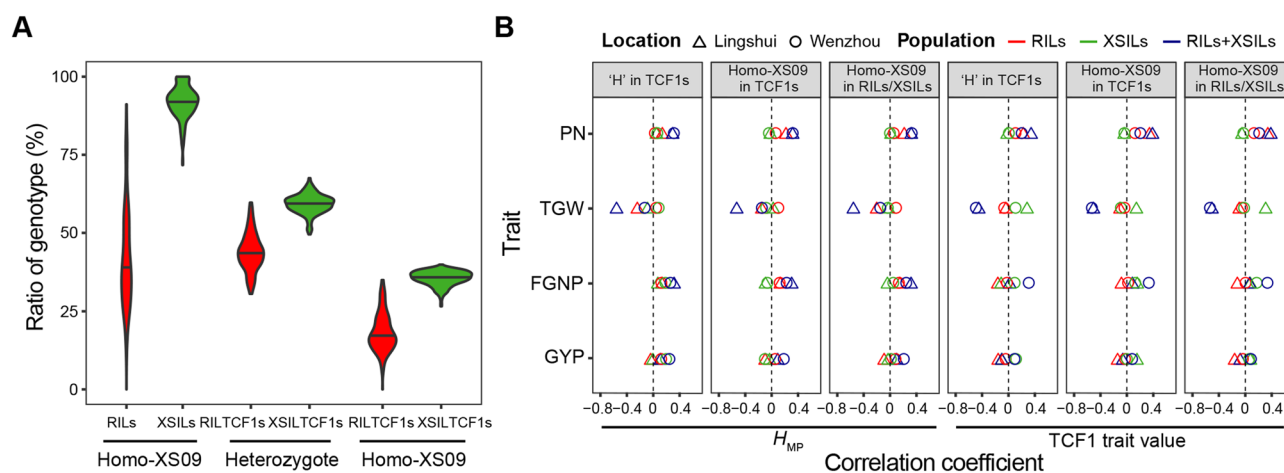 A
Ratio of genotype (%)
100
75
50
25
0
RILs XSILs RILTCF1s XSILTCF1s RILTCF1s XSILTCF1s
Homo-XS09 Heterozygote Homo-XS09
B
Location Lingshui Wenzhou Population RILs XSILs RILs+XSILs
'H' in TCF1s
Homo-XS09 in TCF1s
Homo-XS09 in RILs/XSILs
'H' in TCF1s
Homo-XS09 in TCF1s
Homo-XS09 in RILs/XSILs
Trait
PN
TGW
FGNP
GYP
−0.8 −0.4 0 0.4 −0.8 −0.4 0 0.4 −0.8 −0.4 0 0.4 −0.8 −0.4 0 0.4 −0.8 −0.4 0 0.4 −0.8 −0.4 0 0.4
HMP TCF1 trait value
Correlation coefficient